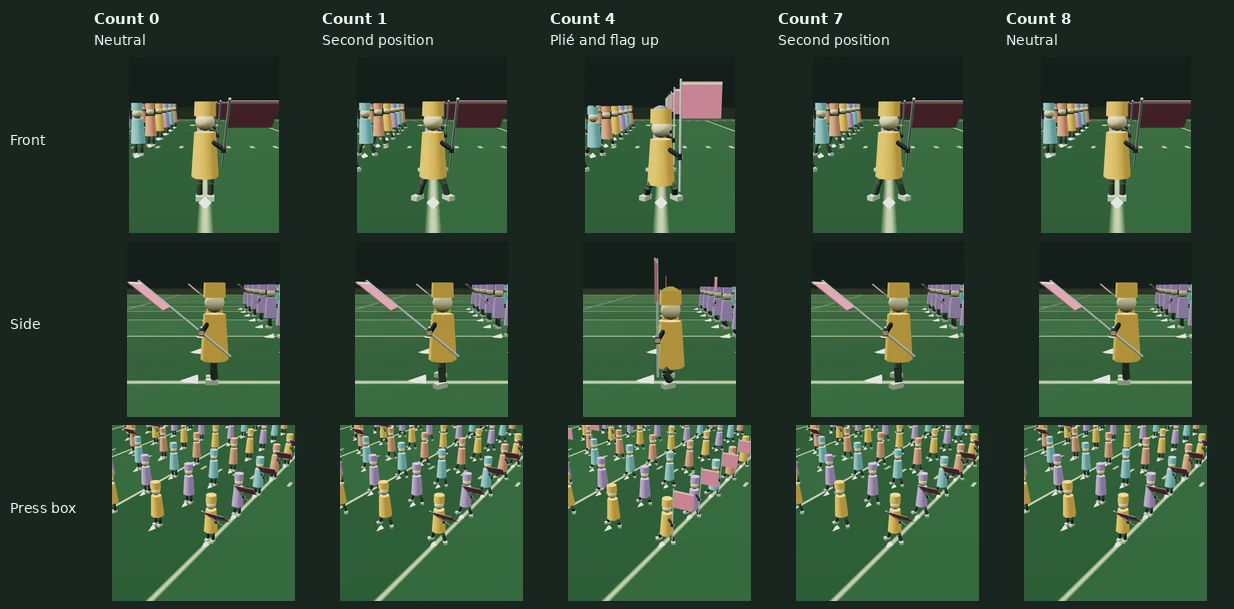 Count 0
Neutral
Count 1
Second position
Count 4
Plié and flag up
Count 7
Second position
Count 8
Neutral
Front
Side
Press box